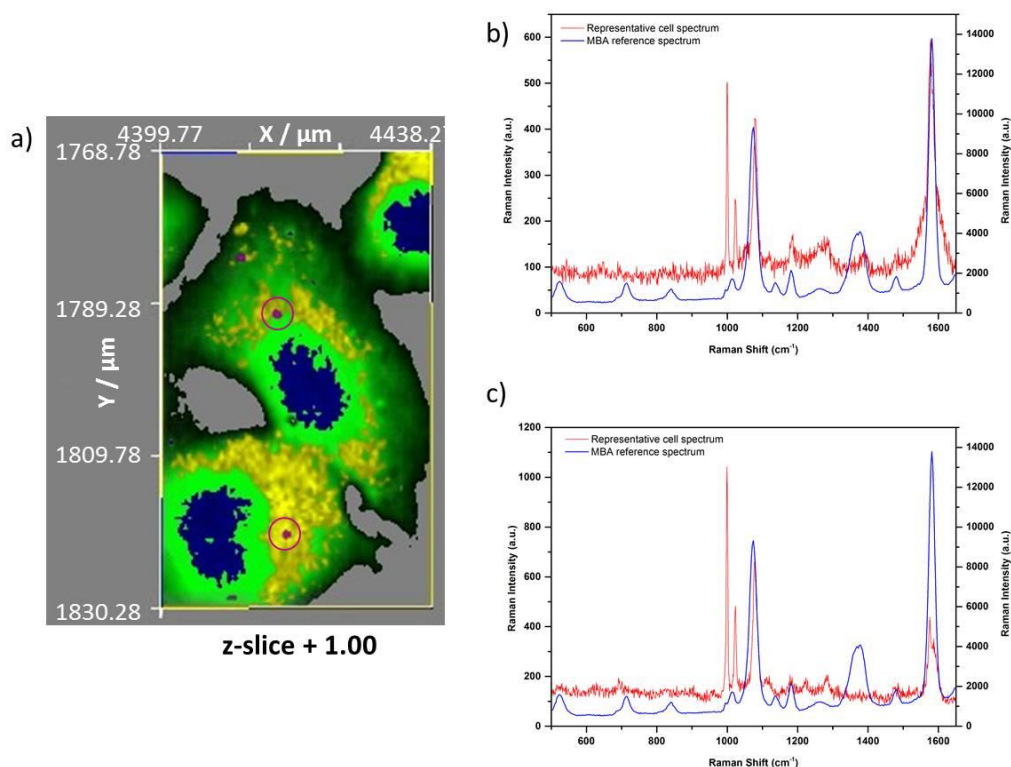 a)
4399.77 X / µm 4438.27
1768.78
1789.28
Y / µm
1809.78
1830.28
z-slice + 1.00
b)
Representative cell spectrum
MBA reference spectrum
600
500
400
300
200
100
0
Raman Intensity (a.u.)
14000
12000
10000
8000
6000
4000
2000
0
Raman Intensity (a.u.)
600 800 1000 1200 1400 1600
Raman Shift (cm⁻¹)
c)
Representative cell spectrum
MBA reference spectrum
1200
1000
800
600
400
200
0
Raman Intensity (a.u.)
14000
12000
10000
8000
6000
4000
2000
0
Raman Intensity (a.u.)
600 800 1000 1200 1400 1600
Raman Shift (cm⁻¹)